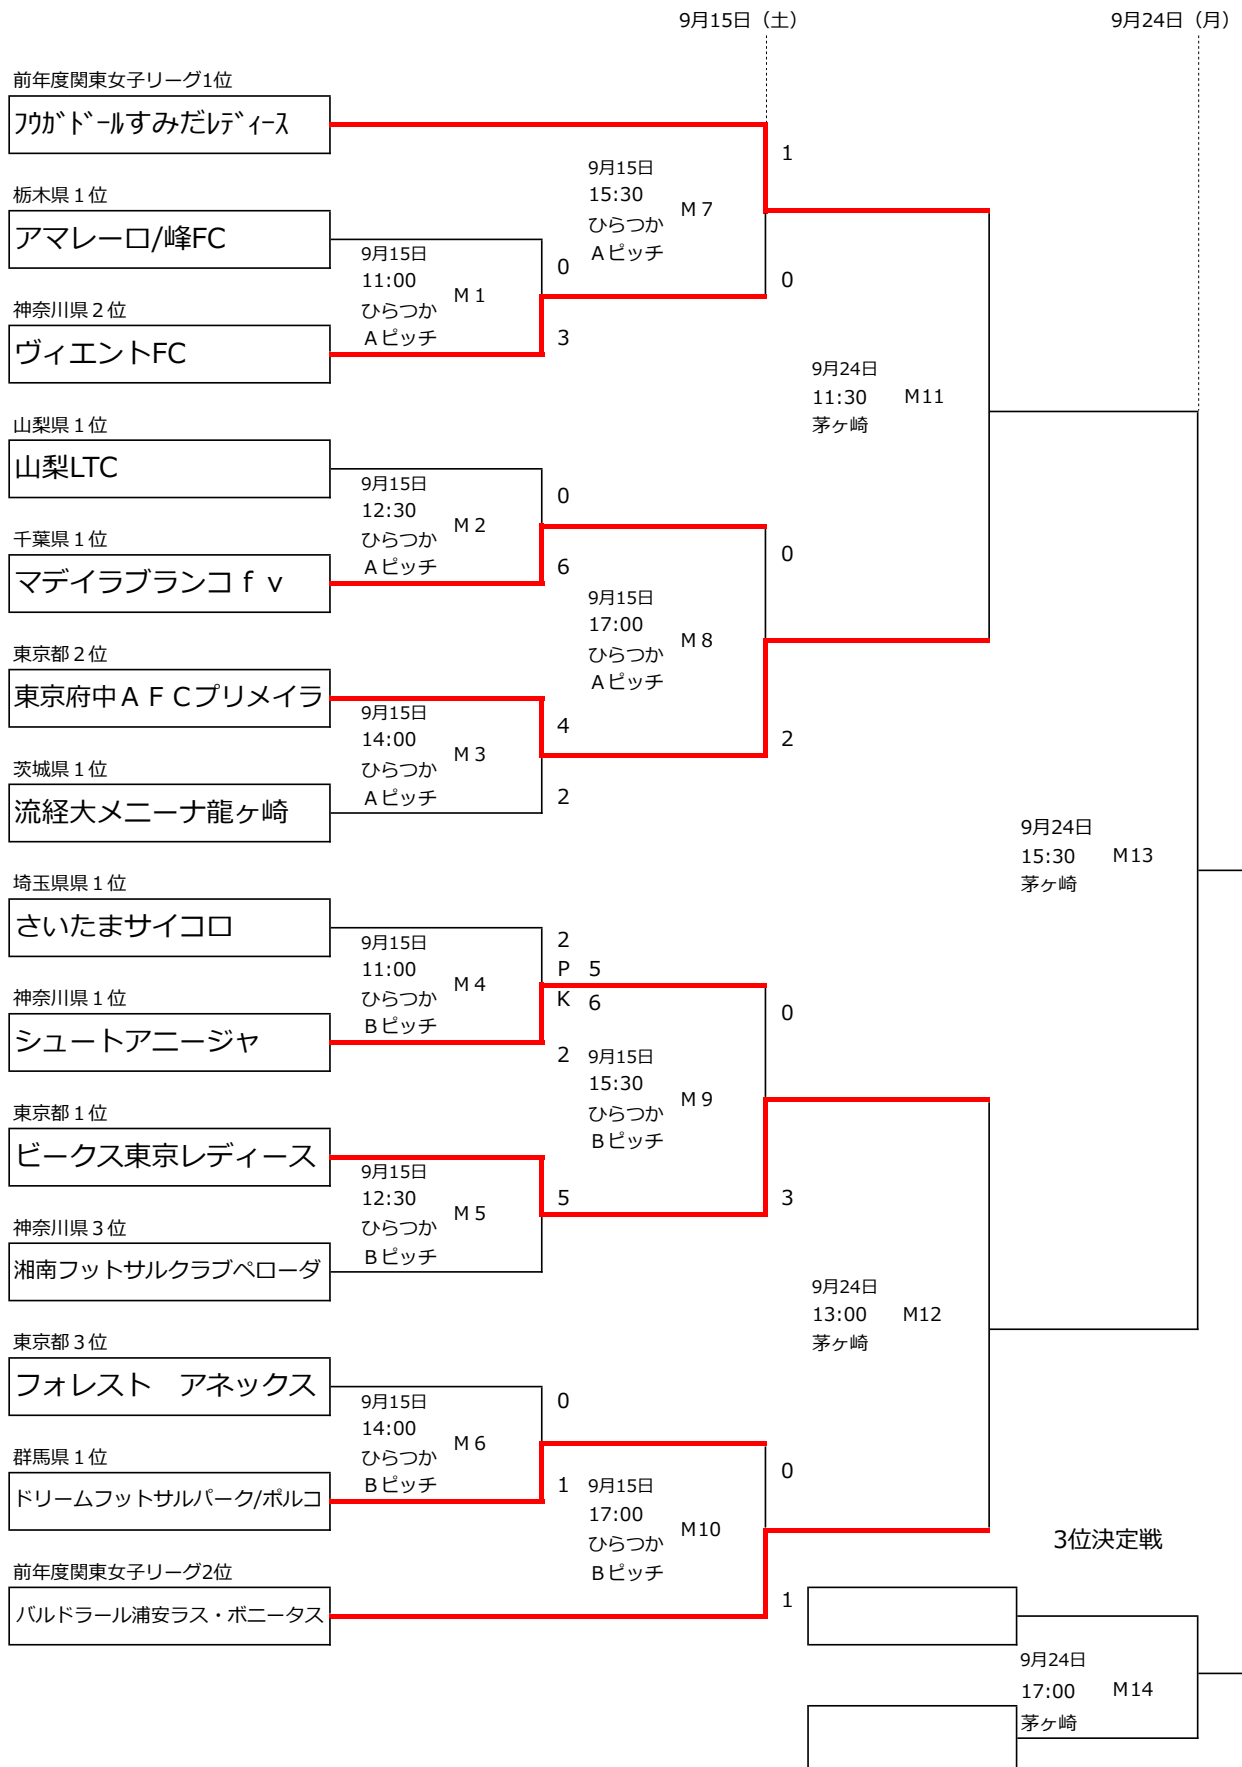 9月15日（土）
9月24日（月）
前年度関東女子リーグ1位
ﾌｳｶﾞﾄﾞｰﾙすみだﾚﾃﾞｨｰｽ
1
9月15日
15:30
ひらつか
Ａピッチ
Ｍ７
栃木県１位
アマレーロ/峰FC
9月15日
11:00
ひらつか
Ａピッチ
Ｍ１
0
0
神奈川県２位
ヴィエントFC
3
9月24日
11:30
茅ヶ崎
Ｍ11
山梨県１位
山梨LTC
9月15日
12:30
ひらつか
Ａピッチ
Ｍ２
0
千葉県１位
マデイラブランコｆｖ
6
0
9月15日
17:00
ひらつか
Ａピッチ
Ｍ８
東京都２位
東京府中ＡＦＣプリメイラ
9月15日
14:00
ひらつか
Ａピッチ
Ｍ３
4
2
茨城県１位
流経大メニーナ龍ヶ崎
2
9月24日
15:30
茅ヶ崎
Ｍ13
埼玉県県１位
さいたまサイコロ
9月15日
11:00
ひらつか
Ｂピッチ
Ｍ４
2
P 5
K 6
2
神奈川県１位
シュートアニージャ
0
9月15日
15:30
ひらつか
Ｂピッチ
Ｍ９
東京都１位
ビークス東京レディース
9月15日
12:30
ひらつか
Ｂピッチ
Ｍ５
5
3
神奈川県３位
湘南フットサルクラブペローダ
9月24日
13:00
茅ヶ崎
Ｍ12
東京都３位
フォレスト　アネックス
9月15日
14:00
ひらつか
Ｂピッチ
Ｍ６
0
群馬県１位
ドリームフットサルパーク/ポルコ
1
0
9月15日
17:00
ひらつか
Ｂピッチ
Ｍ10
前年度関東女子リーグ2位
バルドラール浦安ラス・ボニータス
1
3位決定戦
9月24日
17:00
茅ヶ崎
Ｍ14